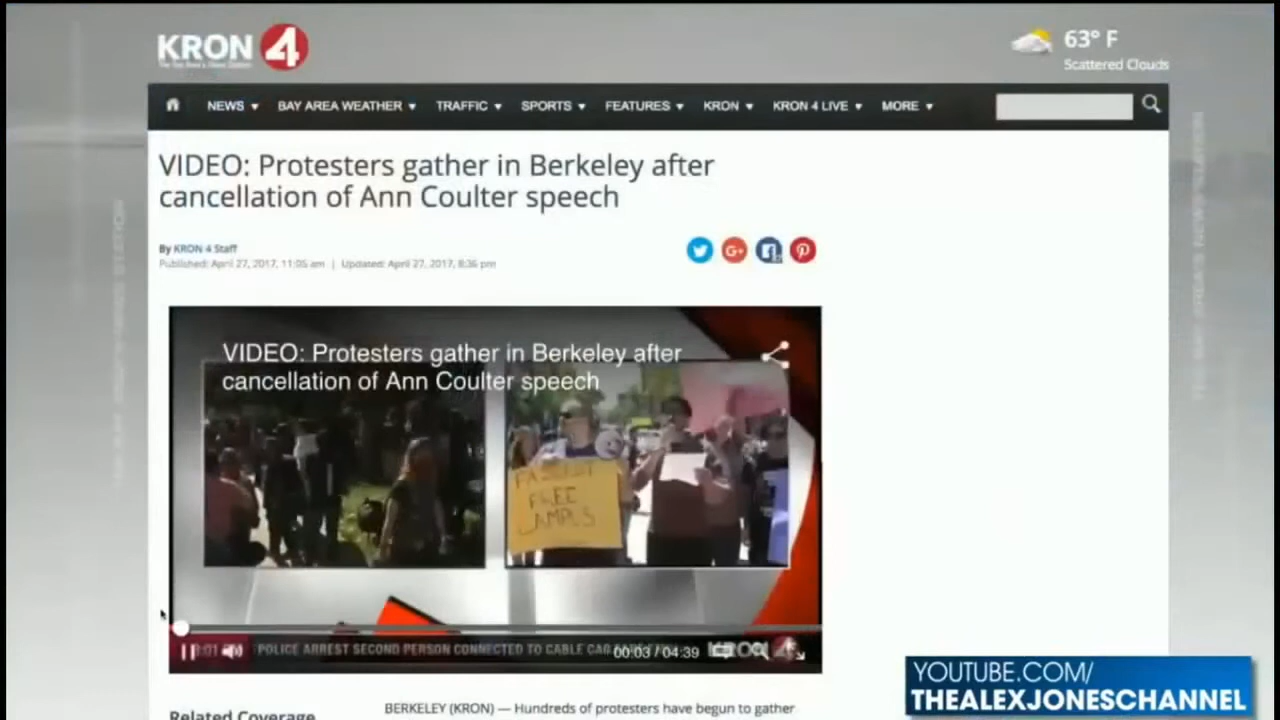 KRON 4
63° F
Scattered Clouds
NEWS BAY AREA WEATHER TRAFFIC SPORTS FEATURES KRON KRON 4 LIVE MORE
VIDEO: Protesters gather in Berkeley after
cancellation of Ann Coulter speech
By KRON 4 Staff
Published: April 27, 2017, 11:05 am | Updated: April 27, 2017, 8:36 pm
VIDEO: Protesters gather in Berkeley after
cancellation of Ann Coulter speech
FREE
POLICE ARREST SECOND PERSON CONNECTED TO CABLE CAR
00:03 / 04:39
KRON 4
Related Coverage
BERKELEY (KRON) — Hundreds of protesters have begun to gather
YOUTUBE.COM/
THEALEXJONESCHANNEL